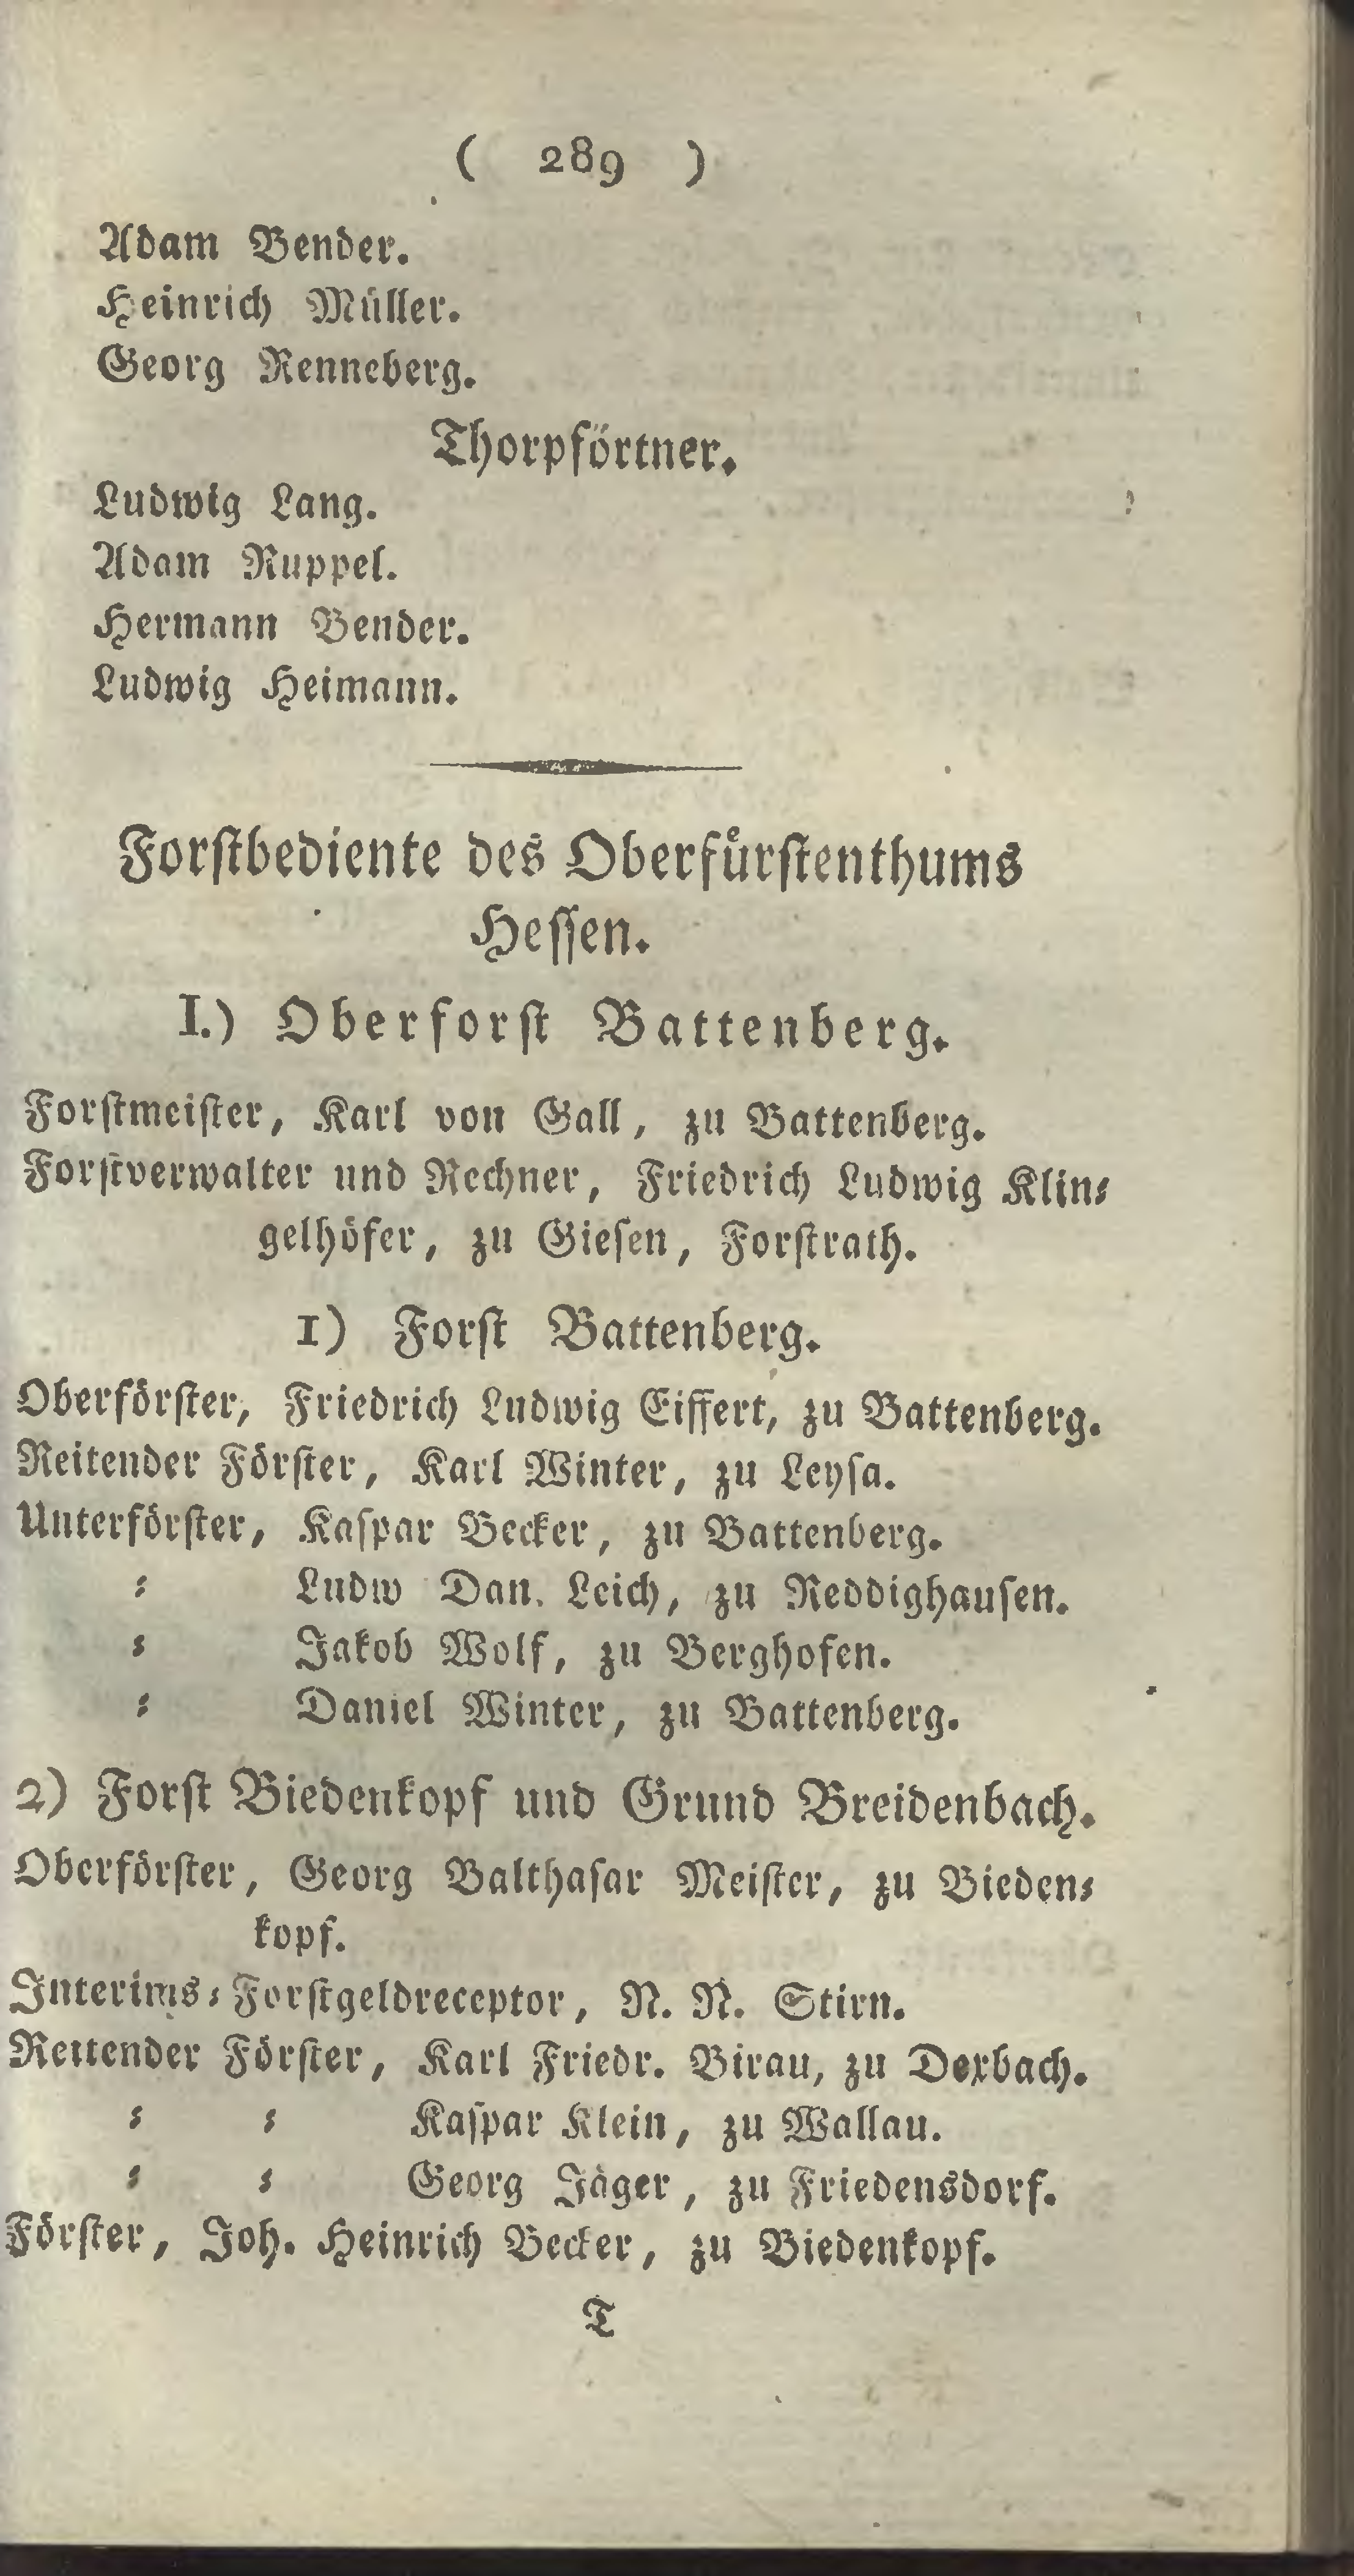 ( 289 )
Adam Bender.
Heinrich Müller.
Georg Renneberg.
Thorpförtner.
Ludwig Lang.
Adam Ruppel.
Hermann Bender.
Ludwig Heimann.
Forstbediente des Oberfürstenthums
Hessen.
I.) Oberforst Battenberg.
Forstmeister, Karl von Gall, zu Battenberg.
Forstverwalter und Rechner, Friedrich Ludwig Klin⸗
gelhöfer, zu Giesen, Forstrath.
1) Forst Battenberg.
Oberförster, Friedrich Ludwig Eiffert, zu Battenberg.
Reitender Förster, Karl Winter, zu Leysa.
Unterförster, Kaspar Becker, zu Battenberg.
⸗ Ludw Dan. Leich, zu Reddighausen.
⸗ Jakob Wolf, zu Berghofen.
⸗ Daniel Winter, zu Battenberg.
2) Forst Biedenkopf und Grund Breidenbach.
Oberförster, Georg Balthasar Meister, zu Bieden⸗
kopf.
Interims⸗Forstgeldreceptor, N. N. Stirn.
Reitender Förster, Karl Friedr. Birau, zu Dexbach.
⸗ ⸗ Kaspar Klein, zu Wallau.
⸗ ⸗ Georg Jäger, zu Friedensdorf.
Förster, Joh. Heinrich Becker, zu Biedenkopf.
T